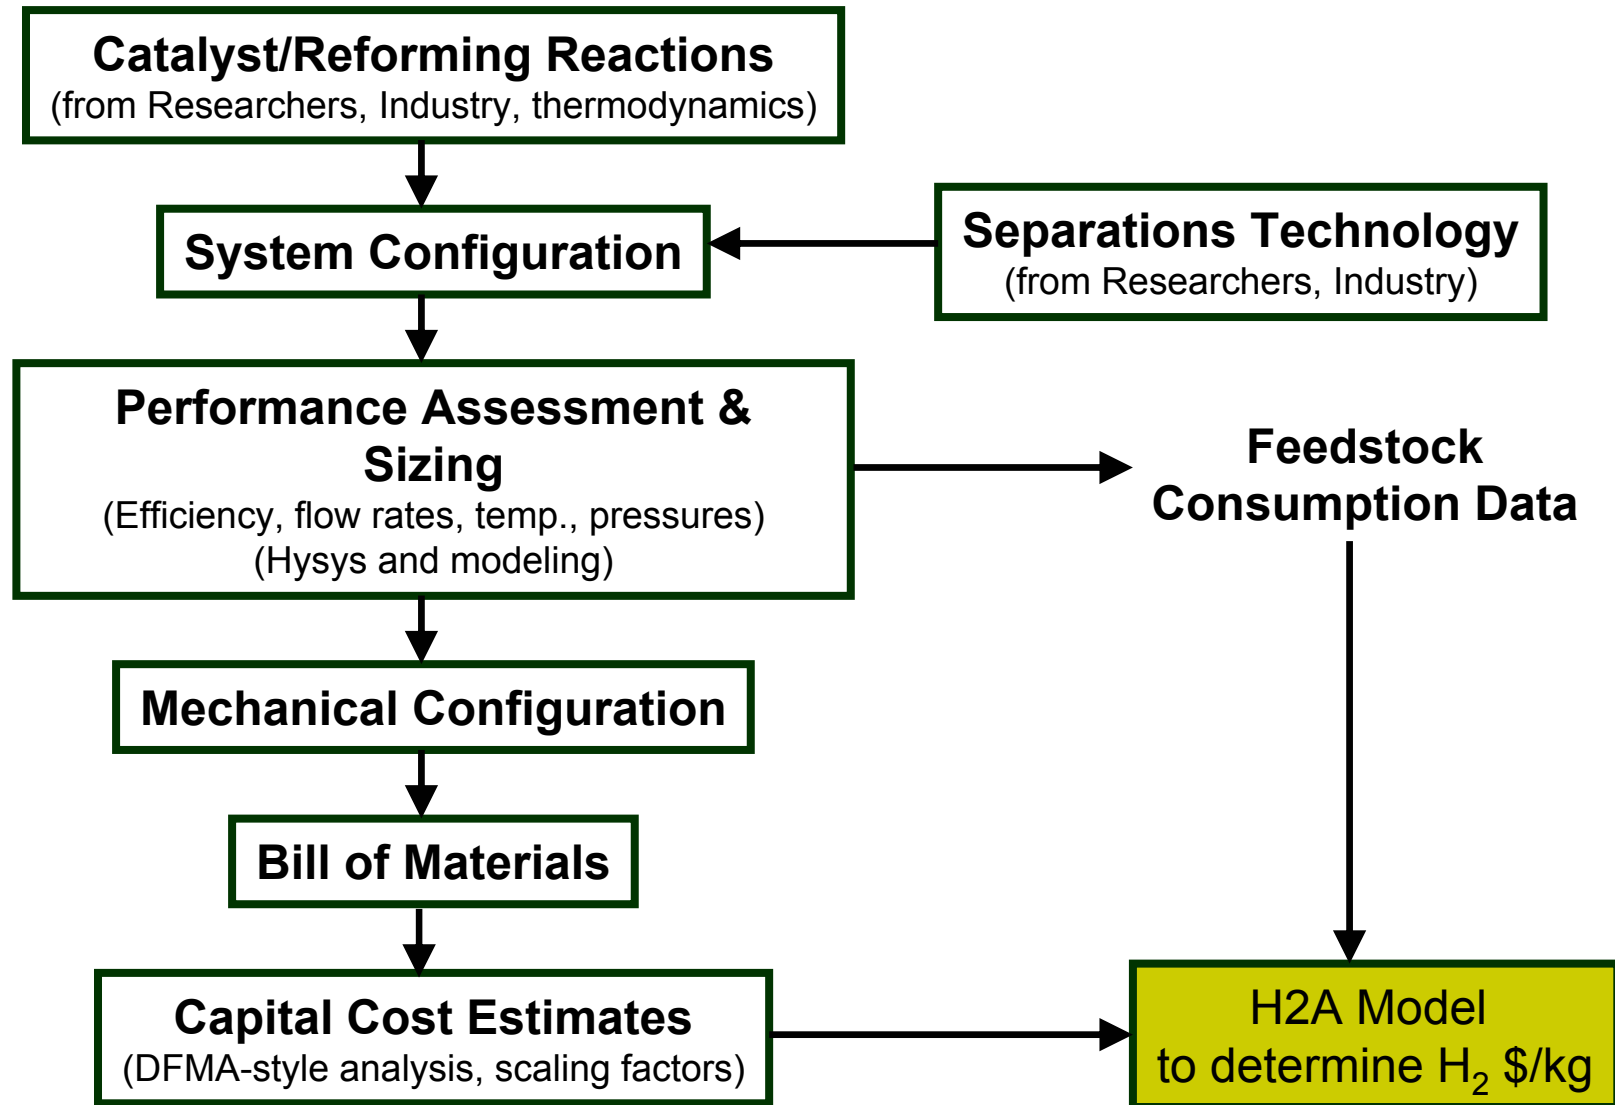 Catalyst/Reforming Reactions
(from Researchers, Industry, thermodynamics)
System Configuration
Separations Technology
(from Researchers, Industry)
Performance Assessment &
Sizing
(Efficiency, flow rates, temp., pressures)
(Hysys and modeling)
Feedstock
Consumption Data
Mechanical Configuration
Bill of Materials
Capital Cost Estimates
(DFMA-style analysis, scaling factors)
H2A Model
to determine H₂ $/kg